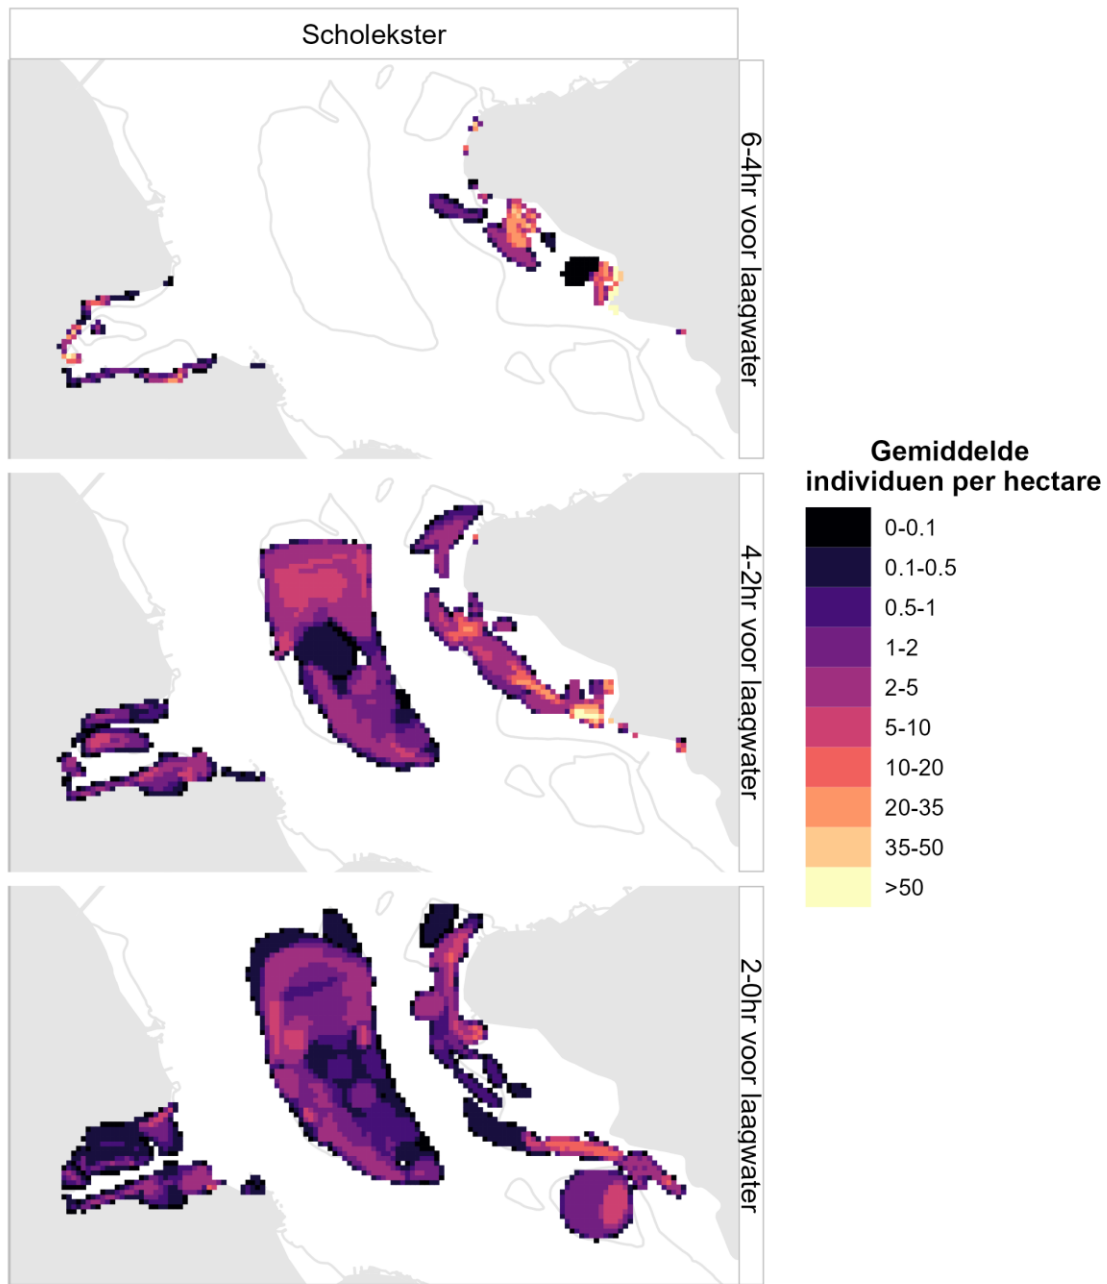 Scholekster
6-4hr voor laagwater
4-2hr voor laagwater
2-0hr voor laagwater
Gemiddelde
individuen per hectare
0-0.1
0.1-0.5
0.5-1
1-2
2-5
5-10
10-20
20-35
35-50
>50